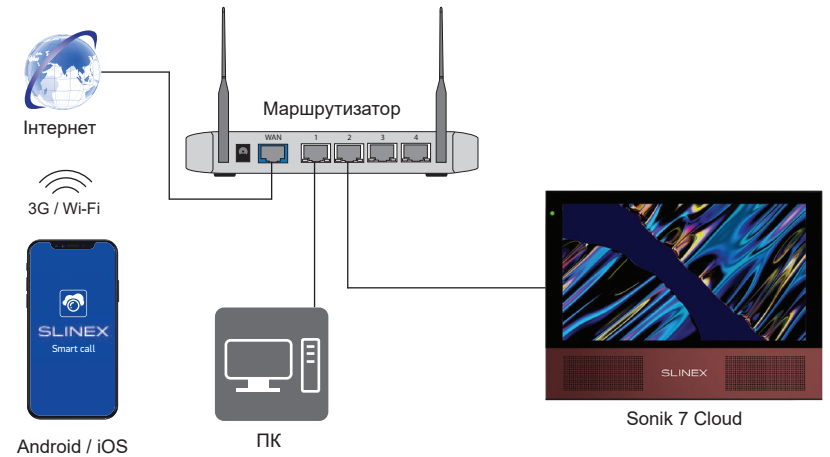 Інтернет
3G / Wi-Fi
SLINEX
Smart call
Android / iOS
Маршрутизатор
WAN
1
2
3
4
ПК
SLINEX
Sonik 7 Cloud